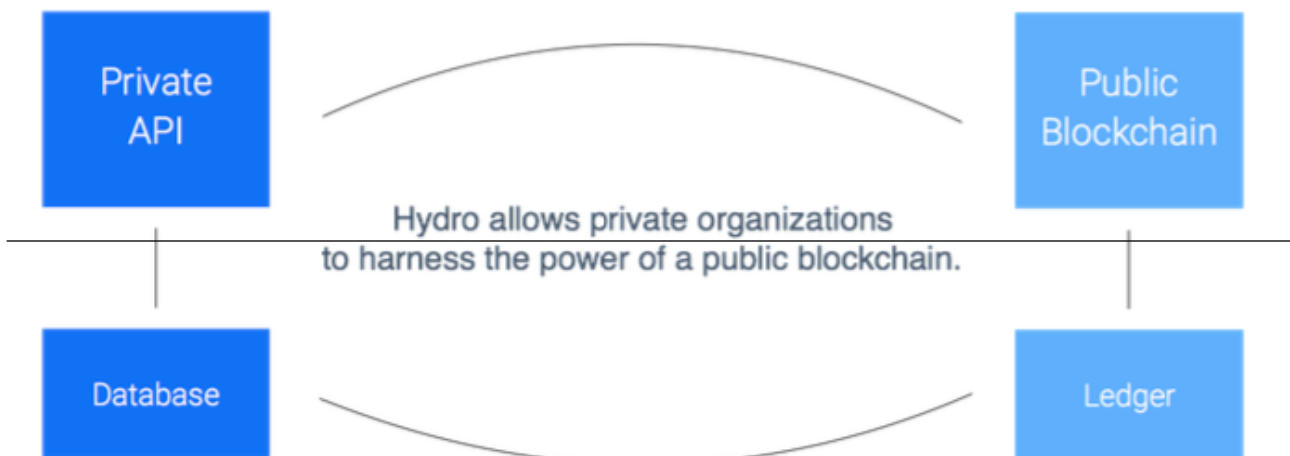 Private
API
Public
Blockchain
Hydro allows private organizations
to harness the power of a public blockchain.
Database
Ledger